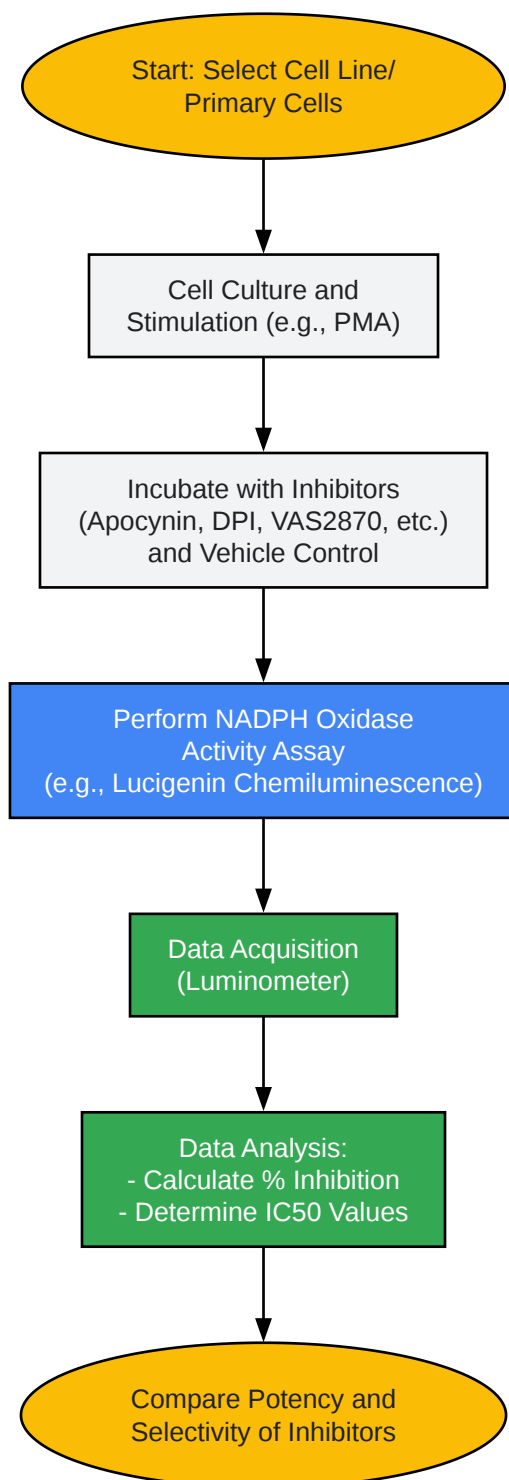 Start: Select Cell Line/
Primary Cells
Cell Culture and
Stimulation (e.g., PMA)
Incubate with Inhibitors
(Apocynin, DPI, VAS2870, etc.)
and Vehicle Control
Perform NADPH Oxidase
Activity Assay
(e.g., Lucigenin Chemiluminescence)
Data Acquisition
(Luminometer)
Data Analysis:
- Calculate % Inhibition
- Determine IC50 Values
Compare Potency and
Selectivity of Inhibitors